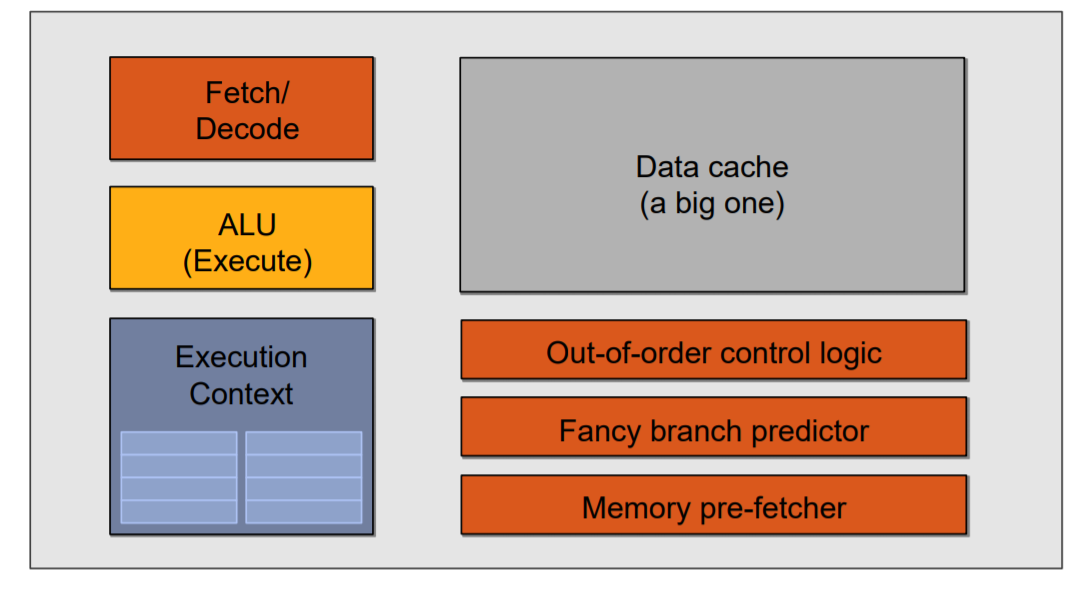 Fetch/
Decode
ALU
(Execute)
Execution
Context
Data cache
(a big one)
Out-of-order control logic
Fancy branch predictor
Memory pre-fetcher